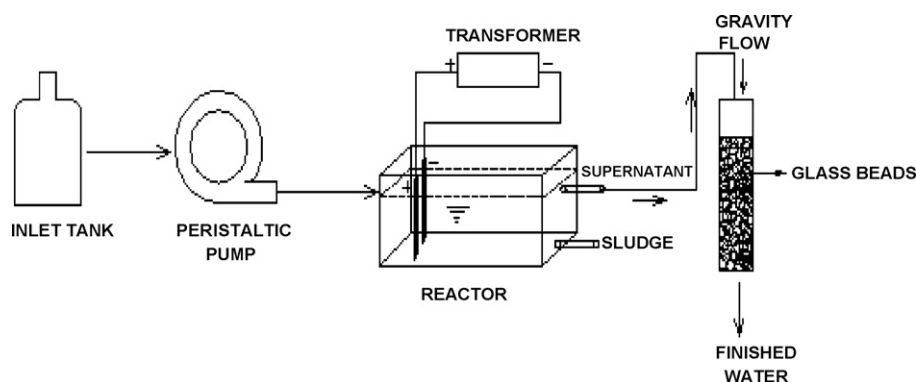 GRAVITY
FLOW
TRANSFORMER
+
−
−
+
SUPERNATANT
GLASS BEADS
INLET TANK
PERISTALTIC
PUMP
SLUDGE
REACTOR
FINISHED
WATER